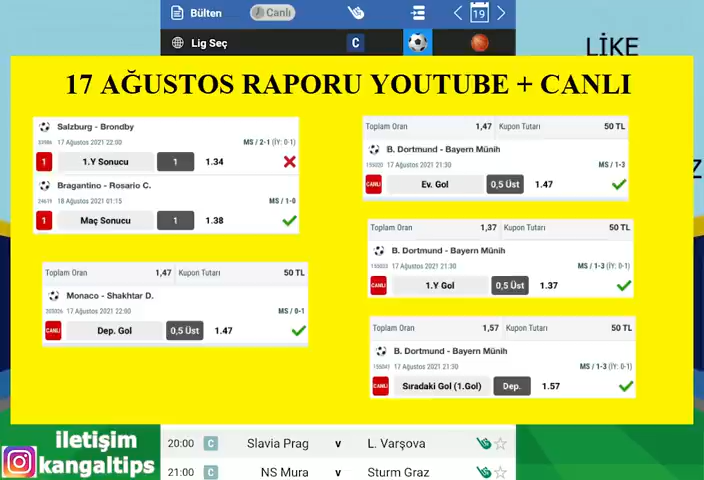 Bülten
Canlı
19
Lig Seç
C
LİKE
17 AĞUSTOS RAPORU YOUTUBE + CANLI
Salzburg - Brondby
53986 17 Ağustos 2021 22:00 MS / 2-1 (İY: 0-1)
1 1.Y Sonucu 1 1.34
Bragantino - Rosario C.
24619 18 Ağustos 2021 01:15 MS / 1-0
1 Maç Sonucu 1 1.38
Toplam Oran 1,47 Kupon Tutarı 50 TL
Monaco - Shakhtar D.
17 Ağustos 2021 22:00 MS / 0-1
CANLI Dep. Gol 0,5 Üst 1.47
Toplam Oran 1,47 Kupon Tutarı 50 TL
B. Dortmund - Bayern Münih
155020 17 Ağustos 2021 21:30 MS / 1-3
CANLI Ev. Gol 0,5 Üst 1.47
Toplam Oran 1,37 Kupon Tutarı 50 TL
B. Dortmund - Bayern Münih
155003 17 Ağustos 2021 21:30 MS / 1-3 (İY: 0-1)
CANLI 1.Y Gol 0,5 Üst 1.37
Toplam Oran 1,57 Kupon Tutarı 50 TL
B. Dortmund - Bayern Münih
155041 17 Ağustos 2021 21:30 MS / 1-3 (İY: 0-1)
CANLI Sıradaki Gol (1.Gol) Dep. 1.57
Z
20:00 C Slavia Prag v L. Varşova
21:00 C NS Mura v Sturm Graz
iletişim
kangaltips